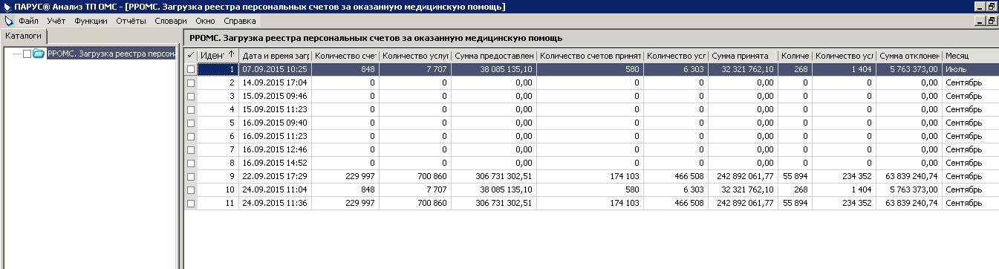 ПАРУС® Анализ ТП ОМС - [РРОМС. Загрузка реестра персональных счетов за оказанную медицинскую помощь]
Файл Учёт Функции Отчёты Словари Окно Справка
Каталоги
РРОМС. Загрузка реестра персона
РРОМС. Загрузка реестра персональных счетов за оказанную медицинскую помощь
Идент Дата и время загр Количество счет Количество услуг Сумма предоставлен Количество счетов принят Количество усл Сумма принята Количе Количество усл Сумма отклонен Месяц
1 07.09.2015 10:25 848 7 707 38 085 135,10 580 6 303 32 321 762,10 268 1 404 5 763 373,00 Июль
2 14.09.2015 17:04 0 0 0,00 0 0 0,00 0 0 0,00 Сентябрь
3 15.09.2015 09:46 0 0 0,00 0 0 0,00 0 0 0,00 Сентябрь
4 15.09.2015 11:23 0 0 0,00 0 0 0,00 0 0 0,00 Сентябрь
5 16.09.2015 09:40 0 0 0,00 0 0 0,00 0 0 0,00 Сентябрь
6 16.09.2015 11:23 0 0 0,00 0 0 0,00 0 0 0,00 Сентябрь
7 16.09.2015 12:46 0 0 0,00 0 0 0,00 0 0 0,00 Сентябрь
8 16.09.2015 14:52 0 0 0,00 0 0 0,00 0 0 0,00 Сентябрь
9 22.09.2015 17:29 229 997 700 860 306 731 302,51 174 103 466 508 242 892 061,77 55 894 234 352 63 839 240,74 Сентябрь
10 24.09.2015 11:04 848 7 707 38 085 135,10 580 6 303 32 321 762,10 268 1 404 5 763 373,00 Сентябрь
11 24.09.2015 11:36 229 997 700 860 306 731 302,51 174 103 466 508 242 892 061,77 55 894 234 352 63 839 240,74 Сентябрь